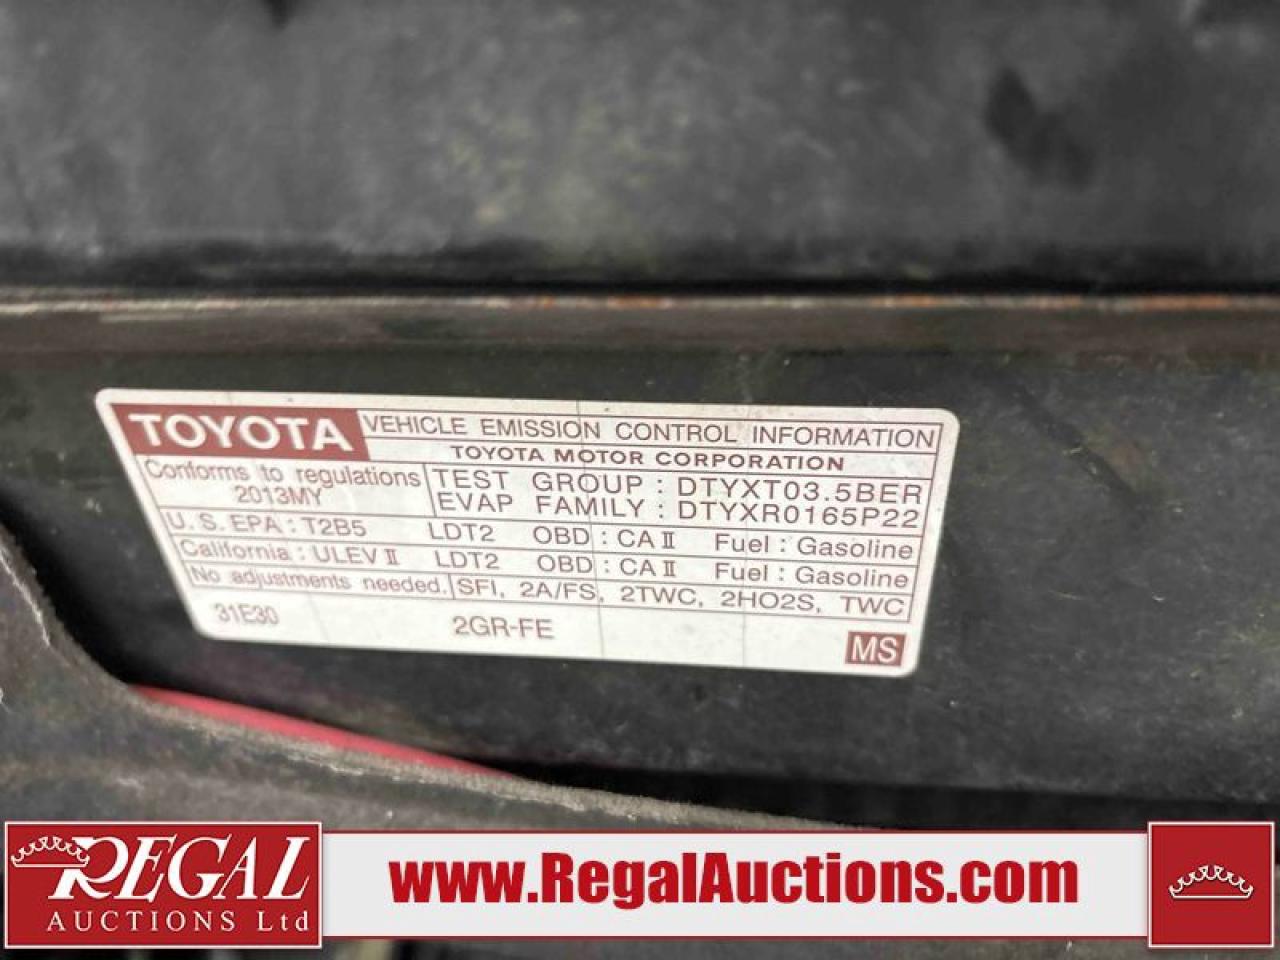 TOYOTA VEHICLE EMISSION CONTROL INFORMATION
TOYOTA MOTOR CORPORATION
Conforms to regulations
2013MY
TEST GROUP : DTYXT03.5BER
EVAP FAMILY : DTYXR0165P22
U.S. EPA : T2B5 LDT2 OBD : CA II Fuel : Gasoline
California : ULEV II LDT2 OBD : CA II Fuel : Gasoline
No adjustments needed. SFI, 2A/FS, 2TWC, 2HO2S, TWC
31E30 2GR-FE MS
REGAL
AUCTIONS Ltd
www.RegalAuctions.com